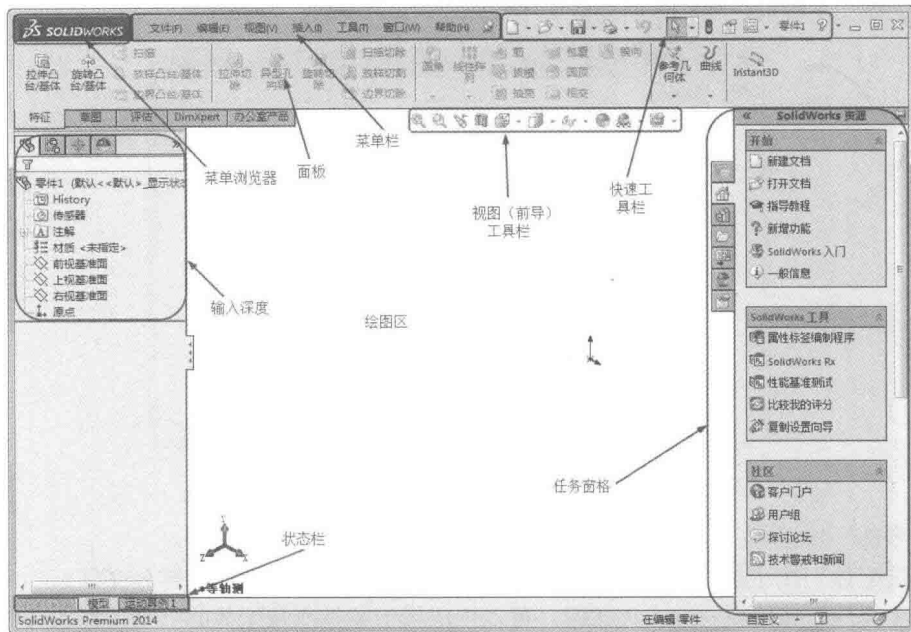 SOLIDWORKS 文件(F) 编辑(E) 视图(V) 插入(I) 工具(T) 窗口(W) 帮助(H) 零件1
拉伸凸台/基体
旋转凸台/基体
扫描
放样凸台/基体
边界凸台/基体
拉伸切除
异型孔向导
旋转切除
扫描切除
放样切割
边界切除
圆角
线性阵列
筋
拔模
抽壳
包覆
圆顶
相交
镜向
参考几何体
曲线
Instant3D
特征 草图 评估 DimXpert 办公室产品
零件1 (默认<<默认>_显示状态
History
传感器
注解
材质 <未指定>
前视基准面
上视基准面
右视基准面
原点
菜单浏览器
面板
菜单栏
视图(前导)
工具栏
快速工
具栏
输入深度
绘图区
任务窗格
状态栏
Y
Z
X
*等轴测
SolidWorks 资源
开始
新建文档
打开文档
指导教程
新增功能
SolidWorks 入门
一般信息
SolidWorks 工具
属性标签编制程序
SolidWorks Rx
性能基准测试
比较我的评分
复制设置向导
社区
客户门户
用户组
探讨论坛
技术警戒和新闻
模型 运动算例1
SolidWorks Premium 2014 在编辑 零件 自定义